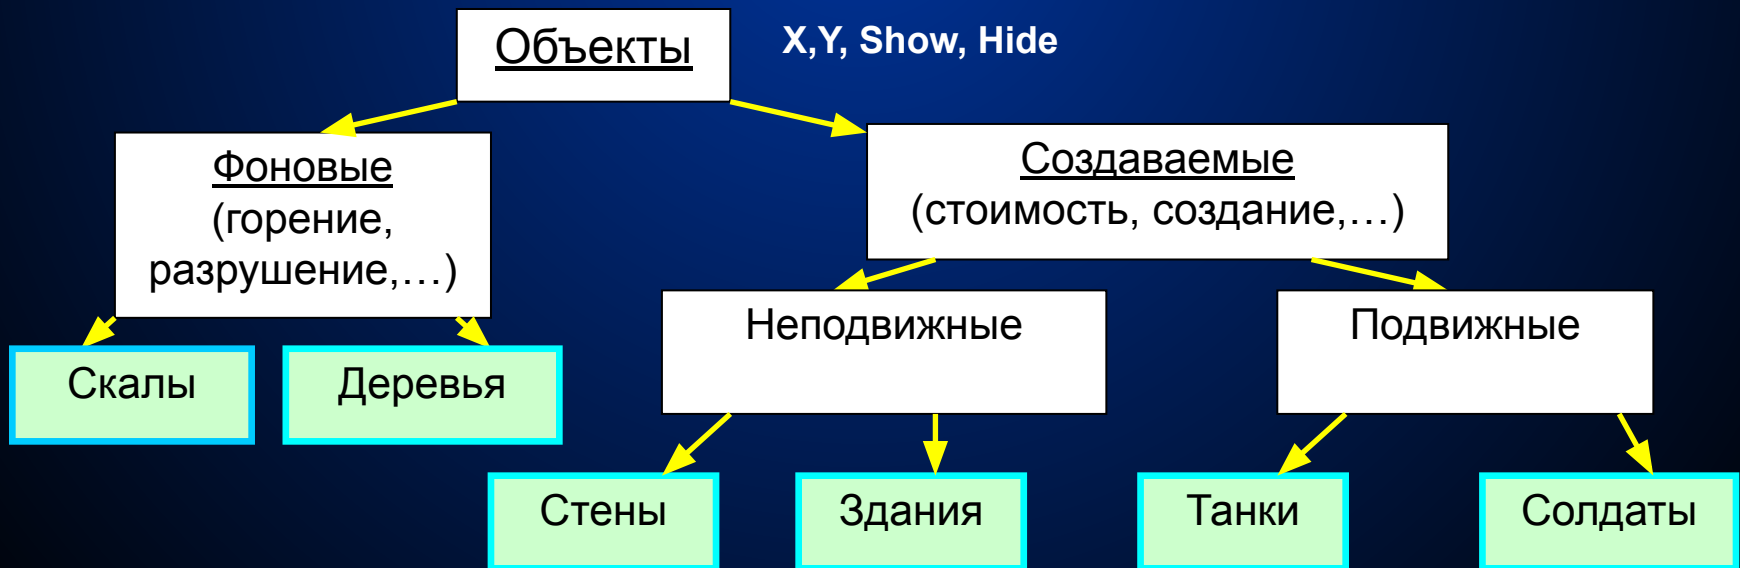 Объекты
X,Y, Show, Hide
Фоновые
(горение,
разрушение,…)
Создаваемые
(стоимость, создание,…)
Неподвижные
Подвижные
Скалы
Деревья
Стены
Здания
Танки
Солдаты